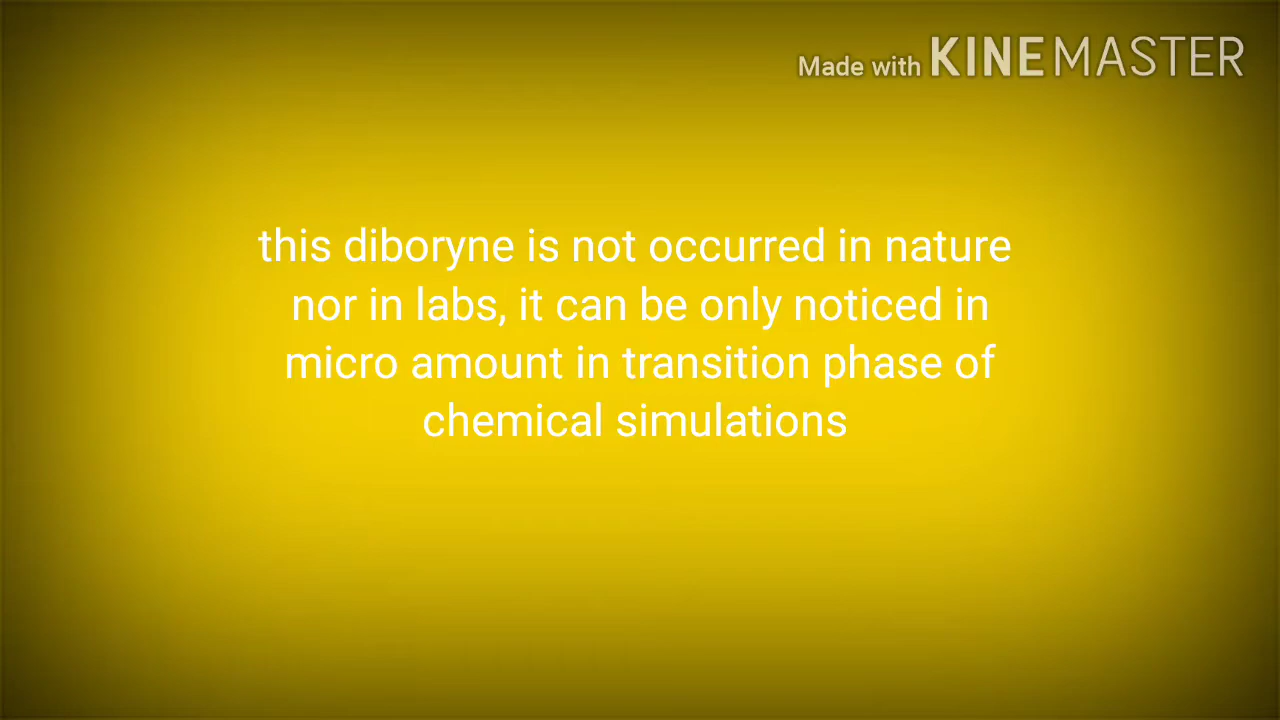 Made with KINEMASTER
this diboryne is not occurred in nature
nor in labs, it can be only noticed in
micro amount in transition phase of
chemical simulations